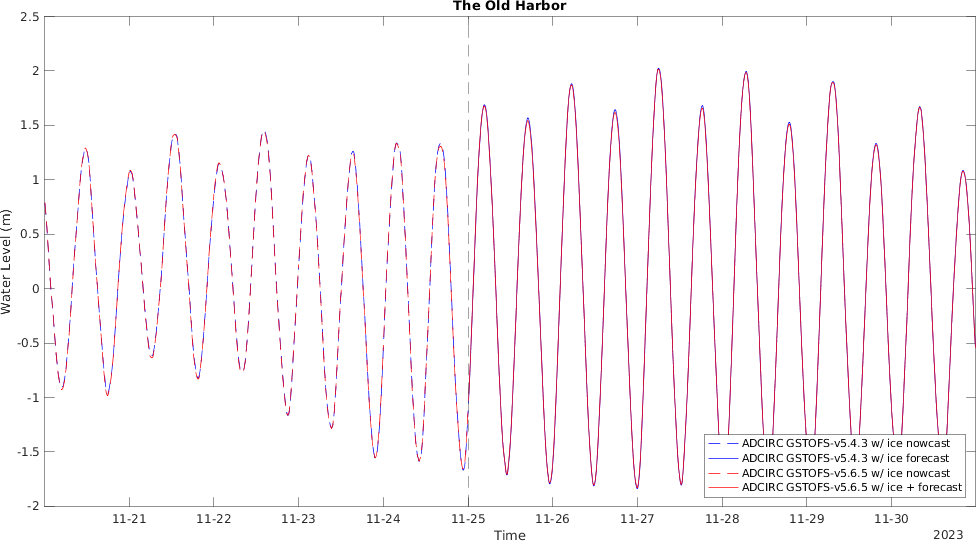 The Old Harbor
2.5
2
1.5
1
0.5
0
-0.5
-1
-1.5
-2
Water Level (m)
ADCIRC GSTOFS-v5.4.3 w/ ice nowcast
ADCIRC GSTOFS-v5.4.3 w/ ice forecast
ADCIRC GSTOFS-v5.6.5 w/ ice nowcast
ADCIRC GSTOFS-v5.6.5 w/ ice + forecast
11-21 11-22 11-23 11-24 11-25 11-26 11-27 11-28 11-29 11-30
Time
2023